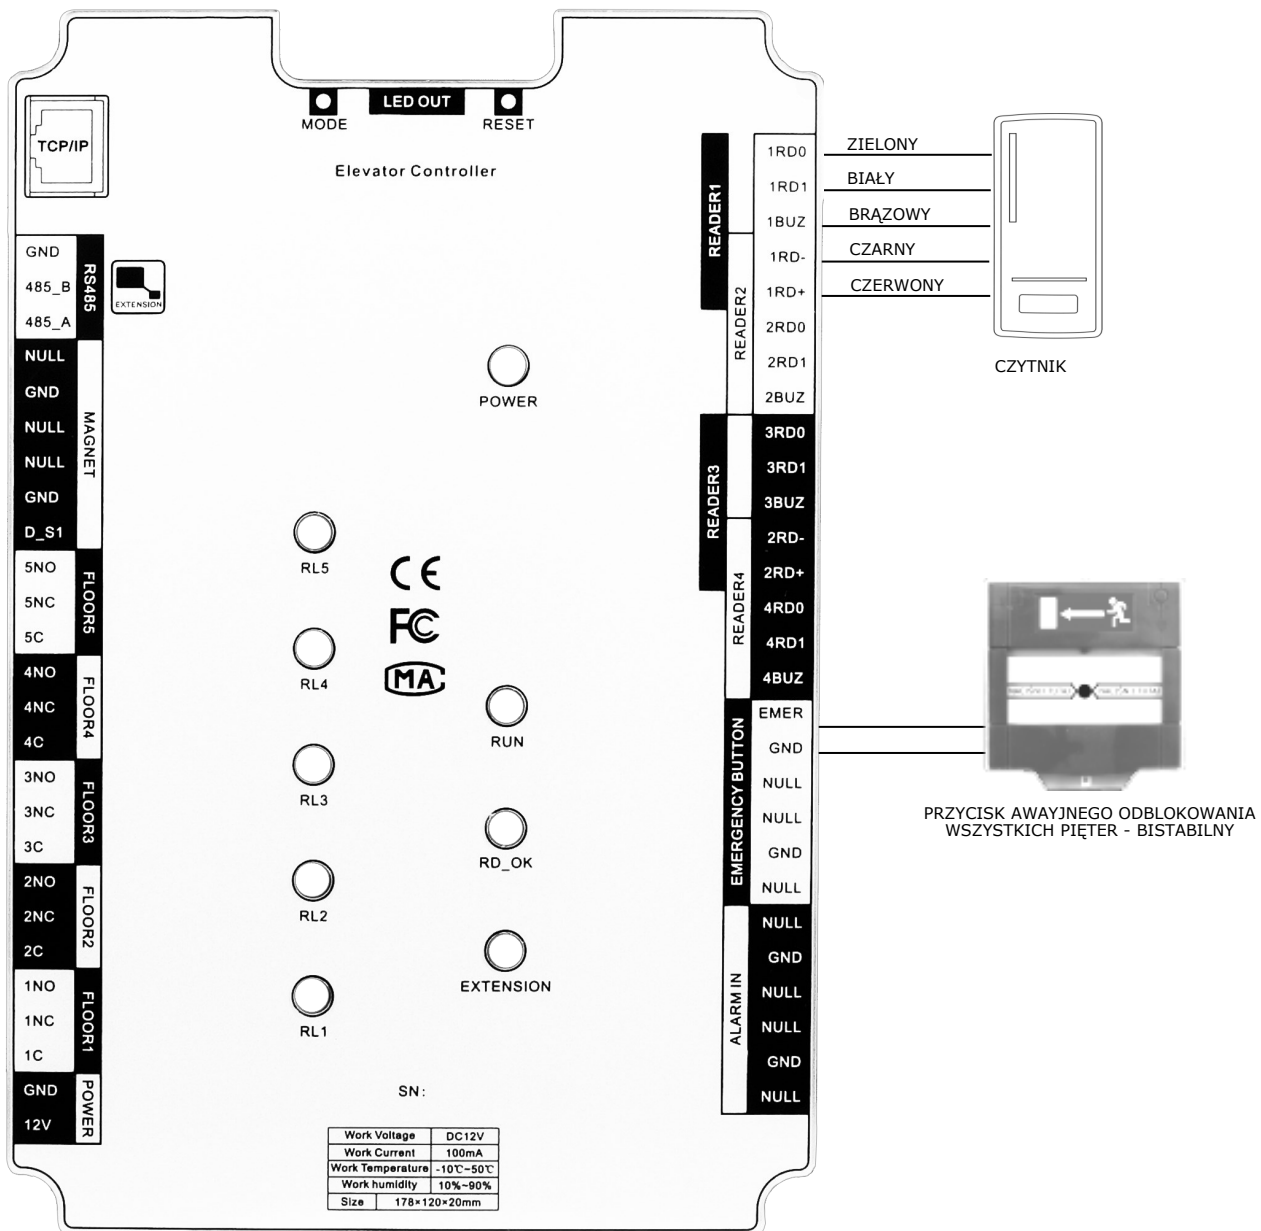 LED OUT
MODE
RESET
TCP/IP
Elevator Controller
GND
485_B
485_A
RS485
EXTENSION
NULL
GND
NULL
NULL
GND
D_S1
MAGNET
5NO
5NC
5C
FLOOR5
4NO
4NC
4C
FLOOR4
3NO
3NC
3C
FLOOR3
2NO
2NC
2C
FLOOR2
1NO
1NC
1C
FLOOR1
GND
12V
POWER
POWER
RL5
CE
FC
MA
RL4
RUN
RL3
RD_OK
RL2
EXTENSION
RL1
SN:
Work Voltage DC12V
Work Current 100mA
Work Temperature -10℃~50℃
Work humidity 10%~90%
Size 178×120×20mm
READER1
READER2
1RD0
1RD1
1BUZ
1RD-
1RD+
2RD0
2RD1
2BUZ
READER3
READER4
3RD0
3RD1
3BUZ
2RD-
2RD+
4RD0
4RD1
4BUZ
EMERGENCY BUTTON
EMER
GND
NULL
NULL
GND
NULL
ALARM IN
NULL
GND
NULL
NULL
GND
NULL
ZIELONY
BIAŁY
BRĄZOWY
CZARNY
CZERWONY
CZYTNIK
PRZYCISK AWAYJNEGO ODBLOKOWANIA
WSZYSTKICH PIĘTER - BISTABILNY